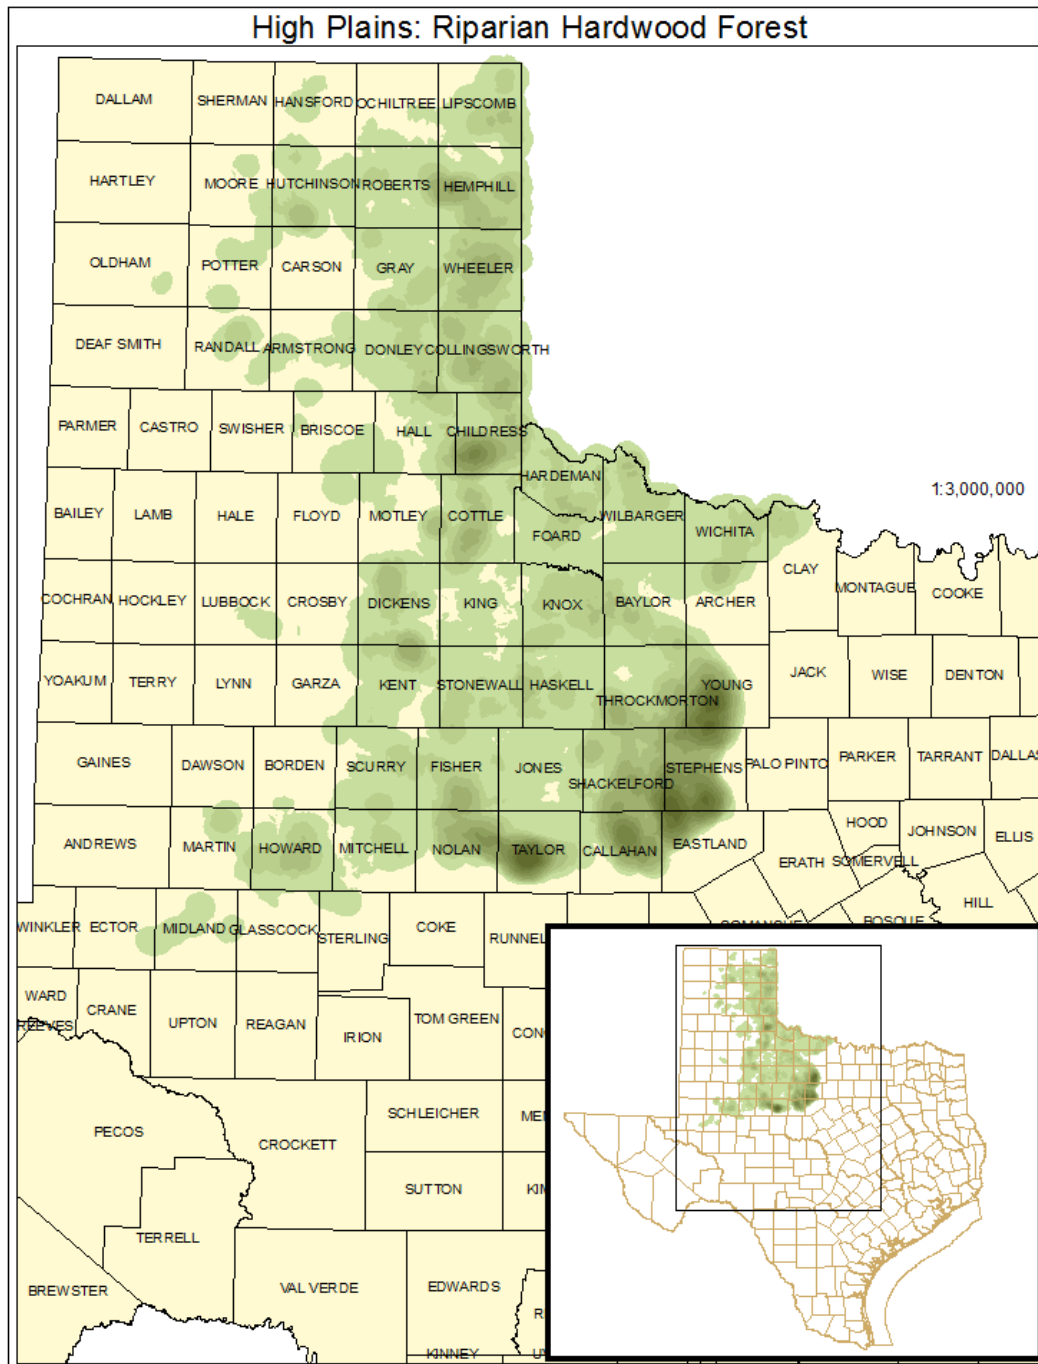 High Plains: Riparian Hardwood Forest
DALLAM SHERMAN HANSFORD OCHILTREE LIPSCOMB
HARTLEY MOORE HUTCHINSON ROBERTS HEMPHILL
OLDHAM POTTER CARSON GRAY WHEELER
DEAF SMITH RANDALL ARMSTRONG DONLEY COLLINGSWORTH
PARMER CASTRO SWISHER BRISCOE HALL CHILDRESS
HARDEMAN
1:3,000,000
BAILEY LAMB HALE FLOYD MOTLEY COTTLE WILBARGER
FOARD WICHITA
CLAY
MONTAGUE COOKE
COCHRAN HOCKLEY LUBBOCK CROSBY DICKENS KING KNOX BAYLOR ARCHER
JACK WISE DENTON
YOAKUM TERRY LYNN GARZA KENT STONEWALL HASKELL YOUNG
THROCKMORTON
GAINES DAWSON BORDEN SCURRY FISHER JONES STEPHENS PALO PINTO PARKER TARRANT DALLAS
SHACKELFORD
HOOD JOHNSON ELLIS
ANDREWS MARTIN HOWARD MITCHELL NOLAN TAYLOR CALLAHAN EASTLAND
ERATH SOMERVELL
HILL
BOSQUE
COMANCHE
WINKLER ECTOR MIDLAND GLASSCOCK STERLING COKE RUNNEL
WARD
CRANE
REEVES
UPTON REAGAN IRION TOM GREEN CONC
PECOS CROCKETT SCHLEICHER MEN
SUTTON KIM
TERRELL
BREWSTER VAL VERDE EDWARDS
KINNEY